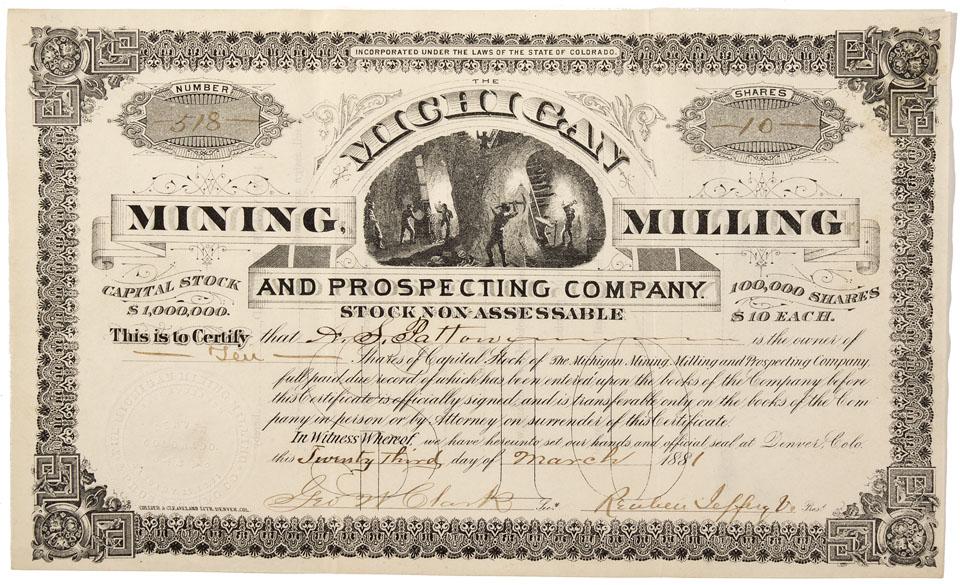 INCORPORATED UNDER THE LAWS OF THE STATE OF COLORADO.
NUMBER
518
SHARES
10
THE
MICHIGAN
MINING,
MILLING
AND PROSPECTING COMPANY.
CAPITAL STOCK
$1,000,000.
100,000 SHARES
$10 EACH.
STOCK NON-ASSESSABLE
This is to Certify that S. Patton is the owner of
Ten Shares of Capital Stock of The Michigan Mining Milling and Prospecting Company,
full paid, due record of which has been entered upon the books of the Company before
this Certificate is officially signed, and is transferable only on the books of the Com
pany in person or by Attorney on surrender of this Certificate.
In Witness Whereof, we have hereunto set our hands and official seal at Denver, Colo.
this Twenty third day of March 1881
Geo W Clark Reuben Jeffery
COLLIER & CLEAVELAND LITH. DENVER, COL.